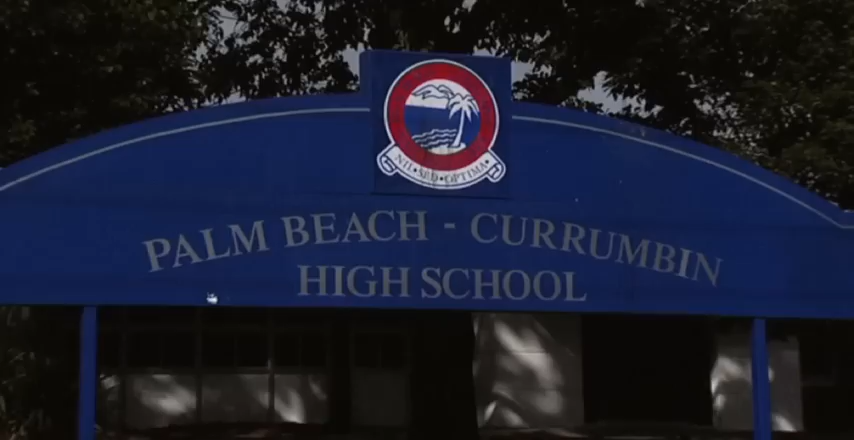 NIL•SED•OPTIMA•
PALM BEACH - CURRUMBIN
HIGH SCHOOL